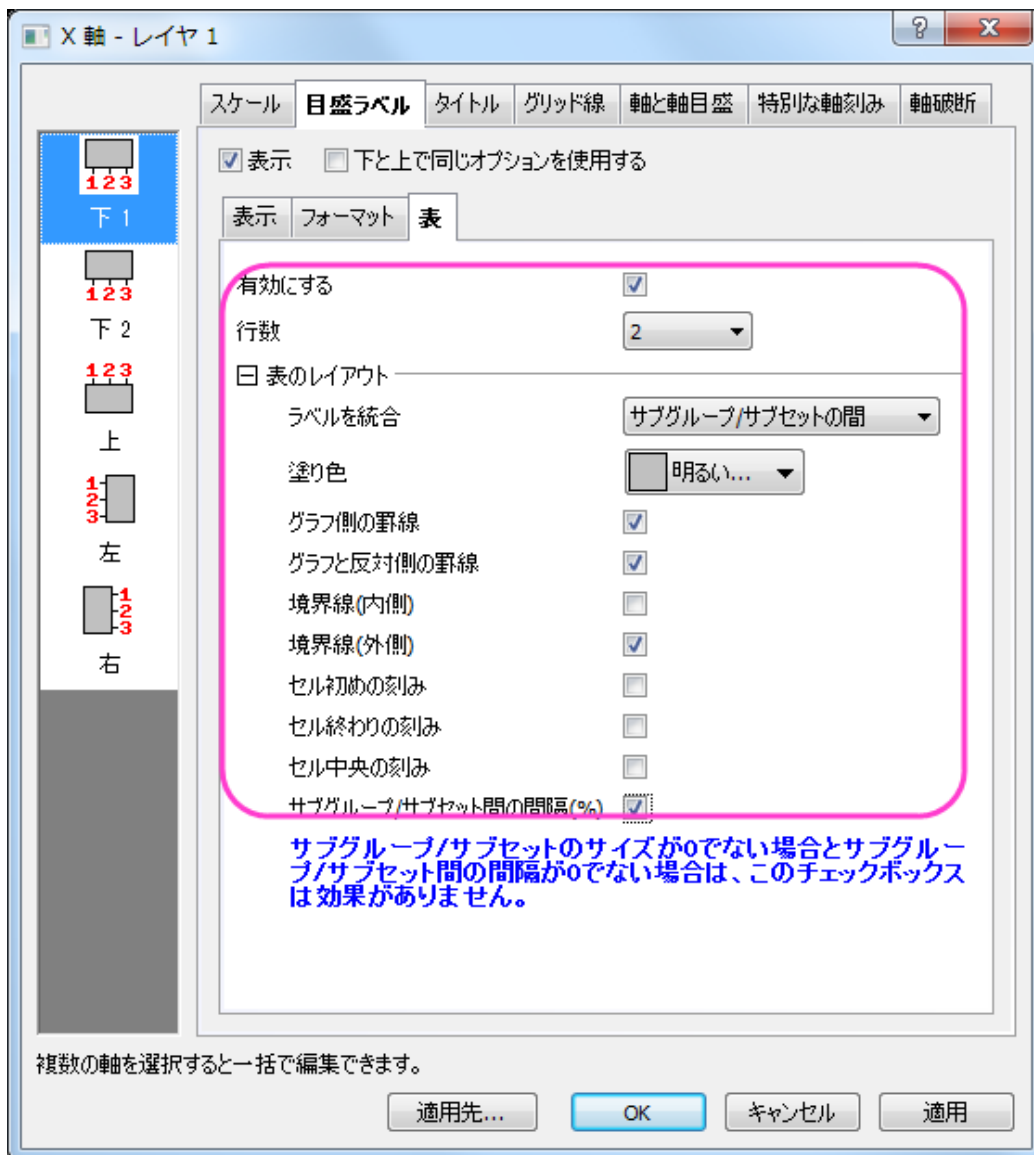 X 軸 - レイヤ 1
スケール 目盛ラベル タイトル グリッド線 軸と軸目盛 特別な軸刻み 軸破断
表示 下と上で同じオプションを使用する
表示 フォーマット 表
123
下 1
123
下 2
123
上
1
2
3
左
1
2
3
右
有効にする
行数 2
表のレイアウト
ラベルを統合 サブグループ/サブセットの間
塗り色 明るい...
グラフ側の罫線
グラフと反対側の罫線
境界線(内側)
境界線(外側)
セル初めの刻み
セル終わりの刻み
セル中央の刻み
サブグループ/サブセット間の間隔(%)
サブグループ/サブセットのサイズが0でない場合とサブグルー
プ/サブセット間の間隔が0でない場合は、このチェックボックス
は効果がありません。
複数の軸を選択すると一括で編集できます。
適用先... OK キャンセル 適用